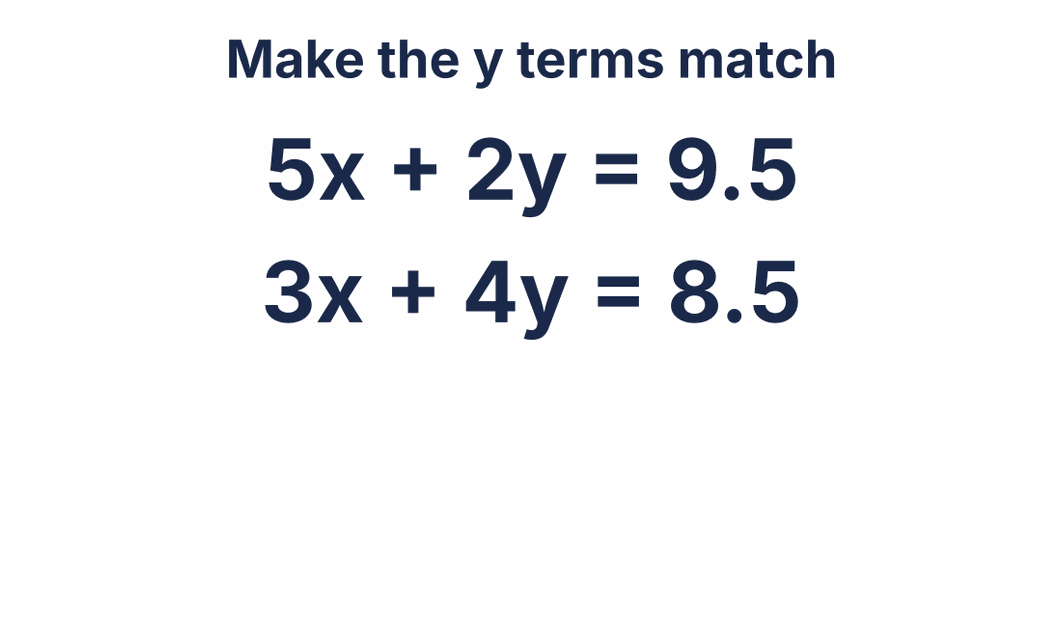 Make the y terms match
5x + 2y = 9.5
3x + 4y = 8.5